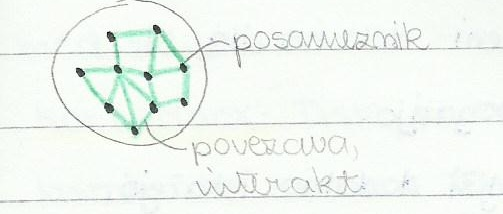 posameznik
povezava,
interakt.